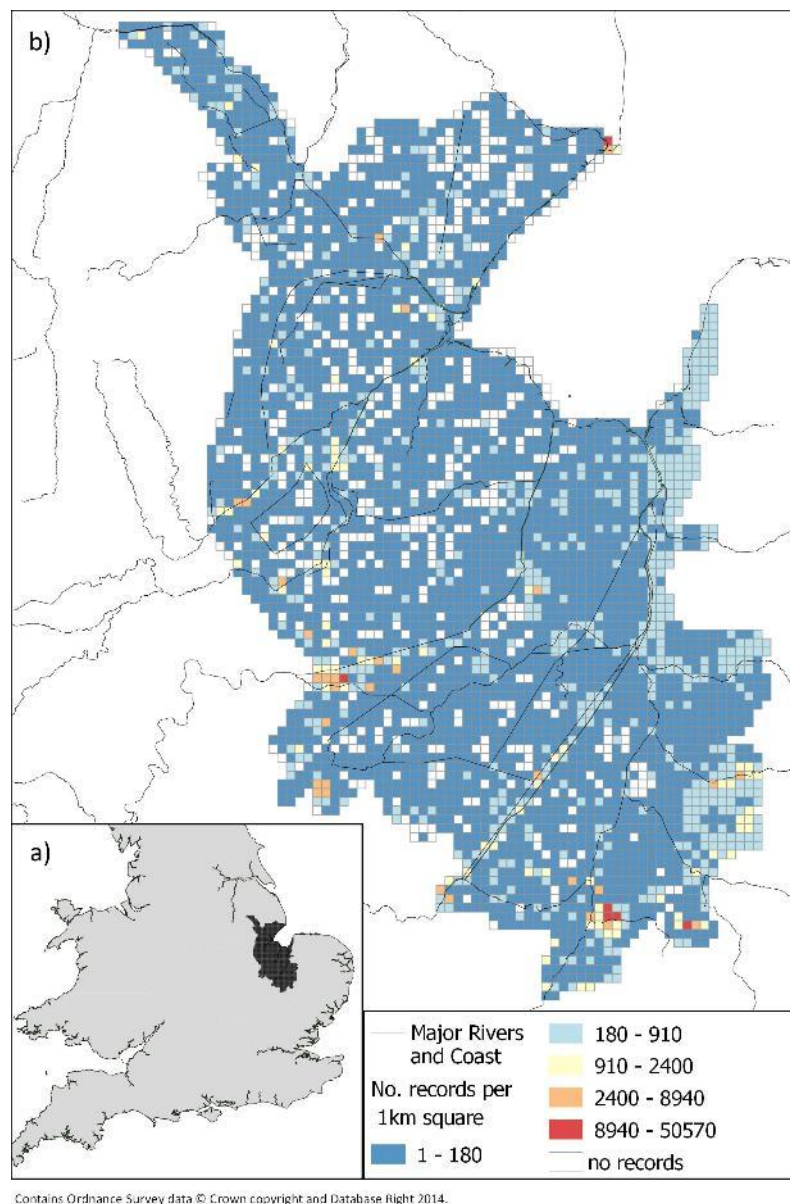 b)
a)
Major Rivers
and Coast
No. records per
1km square
1 - 180
180 - 910
910 - 2400
2400 - 8940
8940 - 50570
no records
Contains Ordnance Survey data © Crown copyright and Database Right 2014.